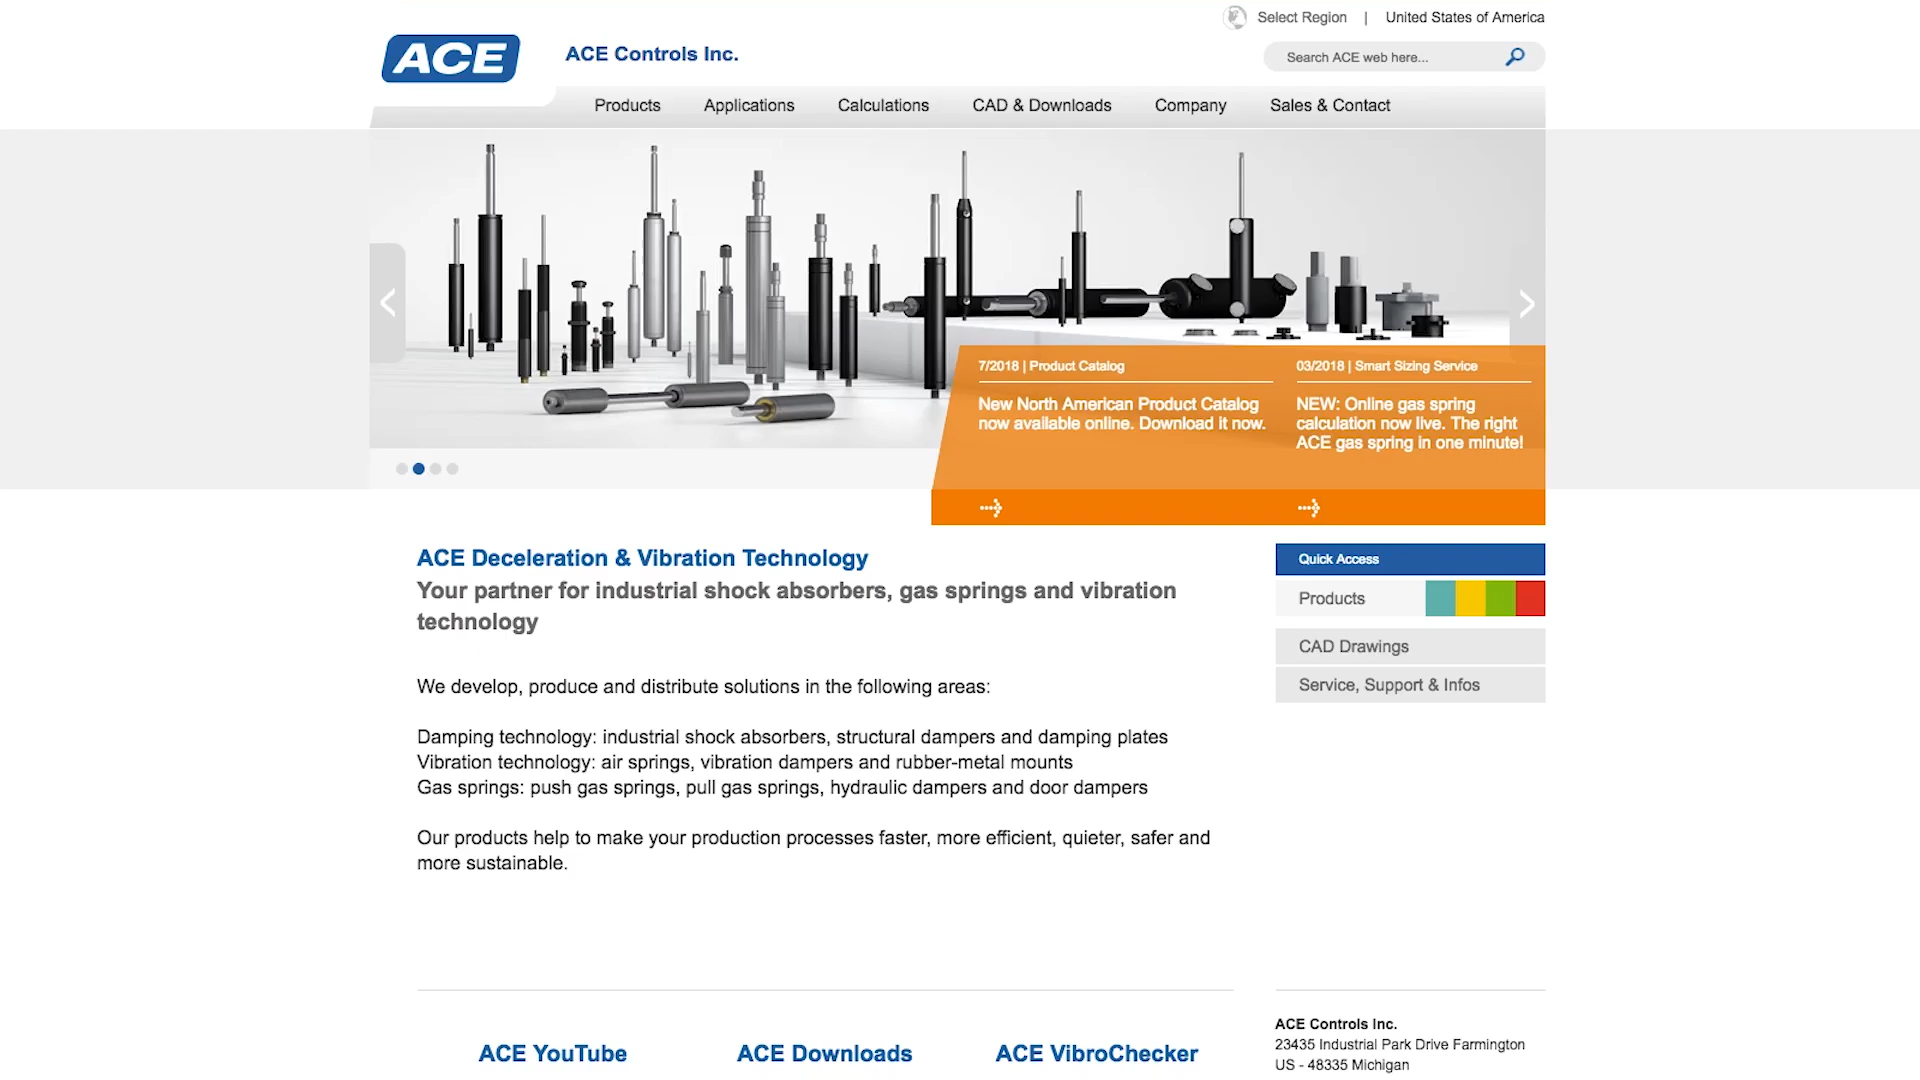 Select Region | United States of America
ACE
ACE Controls Inc.
Search ACE web here...
Products Applications Calculations CAD & Downloads Company Sales & Contact
7/2018 | Product Catalog
New North American Product Catalog
now available online. Download it now.
03/2018 | Smart Sizing Service
NEW: Online gas spring
calculation now live. The right
ACE gas spring in one minute!
ACE Deceleration & Vibration Technology
Your partner for industrial shock absorbers, gas springs and vibration
technology
We develop, produce and distribute solutions in the following areas:
Damping technology: industrial shock absorbers, structural dampers and damping plates
Vibration technology: air springs, vibration dampers and rubber-metal mounts
Gas springs: push gas springs, pull gas springs, hydraulic dampers and door dampers
Our products help to make your production processes faster, more efficient, quieter, safer and
more sustainable.
Quick Access
Products
CAD Drawings
Service, Support & Infos
ACE YouTube
ACE Downloads
ACE VibroChecker
ACE Controls Inc.
23435 Industrial Park Drive Farmington
US - 48335 Michigan